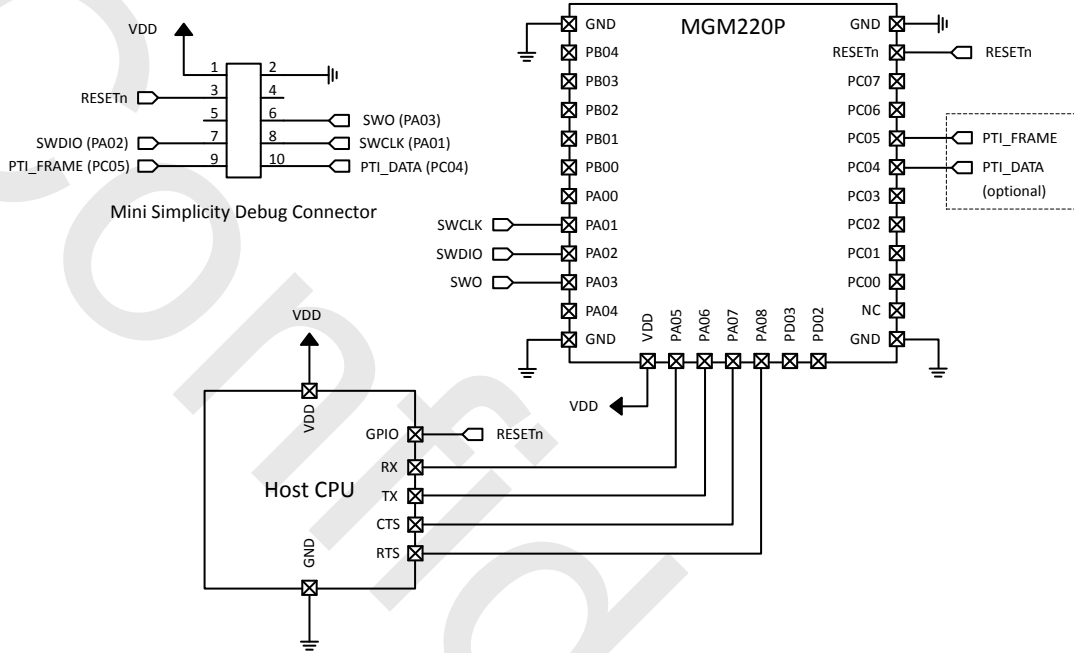 VDD
1 2
RESETn 3 4
5 6 SWO (PA03)
SWDIO (PA02) 7 8 SWCLK (PA01)
PTI_FRAME (PC05) 9 10 PTI_DATA (PC04)
Mini Simplicity Debug Connector
MGM220P
GND
PB04
PB03
PB02
PB01
PB00
PA00
SWCLK PA01
SWDIO PA02
SWO PA03
PA04
GND
GND
RESETn RESETn
PC07
PC06
PC05 PTI_FRAME
PC04 PTI_DATA
(optional)
PC03
PC02
PC01
PC00
NC
GND
VDD PA05 PA06 PA07 PA08 PD03 PD02
VDD
VDD
VDD
GPIO RESETn
RX
Host CPU
TX
CTS
RTS
GND
Confid